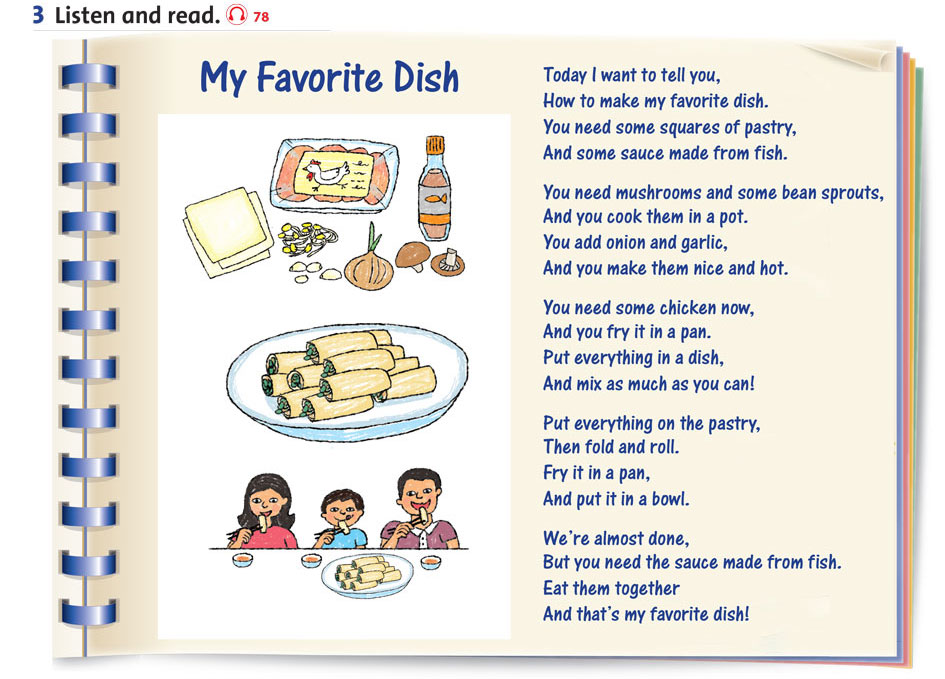 3 Listen and read. 78
My Favorite Dish
Today I want to tell you,
How to make my favorite dish.
You need some squares of pastry,
And some sauce made from fish.
You need mushrooms and some bean sprouts,
And you cook them in a pot.
You add onion and garlic,
And you make them nice and hot.
You need some chicken now,
And you fry it in a pan.
Put everything in a dish,
And mix as much as you can!
Put everything on the pastry,
Then fold and roll.
Fry it in a pan,
And put it in a bowl.
We're almost done,
But you need the sauce made from fish.
Eat them together
And that's my favorite dish!